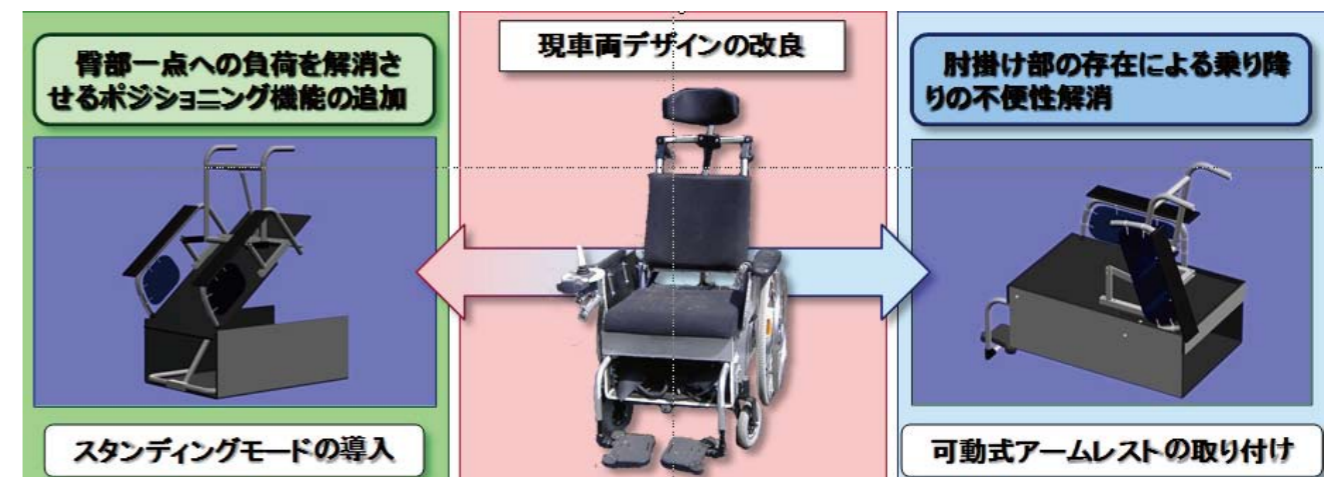 臀部一点への負荷を解消さ
せるポジショニング機能の追加
スタンディングモードの導入
現車両デザインの改良
肘掛け部の存在による乗り降
りの不便性解消
可動式アームレストの取り付け